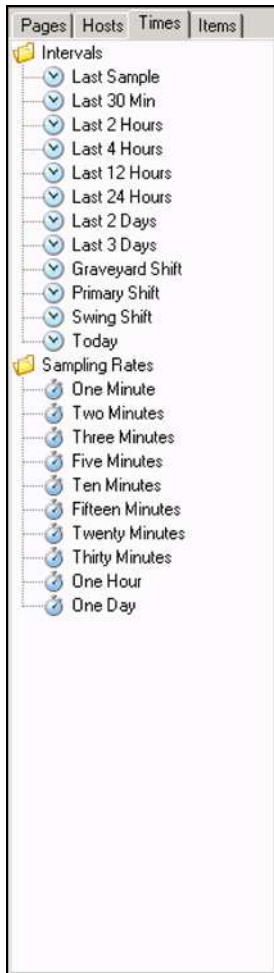 Pages Hosts Times Items
Intervals
Last Sample
Last 30 Min
Last 2 Hours
Last 4 Hours
Last 12 Hours
Last 24 Hours
Last 2 Days
Last 3 Days
Graveyard Shift
Primary Shift
Swing Shift
Today
Sampling Rates
One Minute
Two Minutes
Three Minutes
Five Minutes
Ten Minutes
Fifteen Minutes
Twenty Minutes
Thirty Minutes
One Hour
One Day